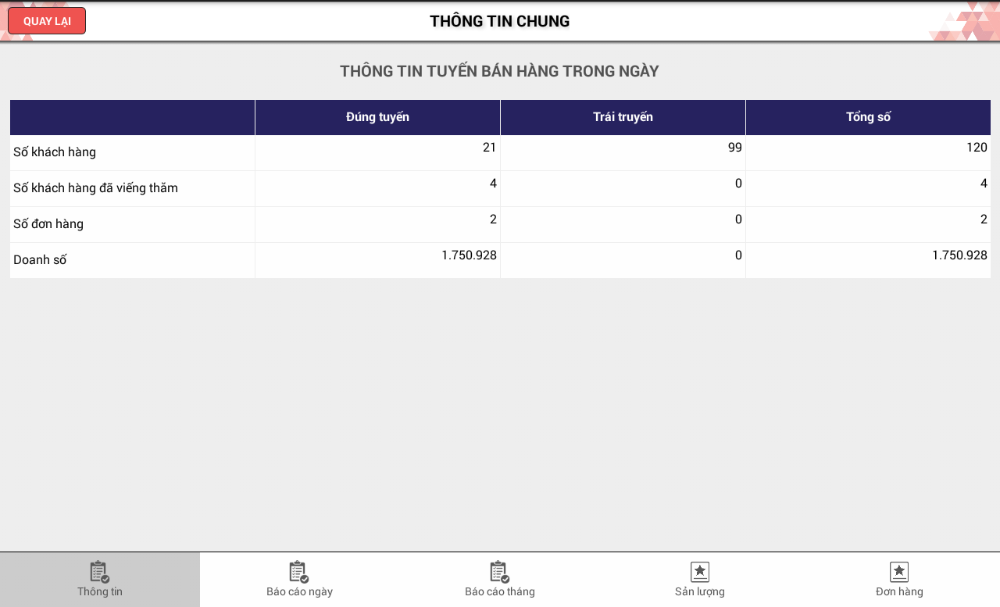 QUAY LẠI
THÔNG TIN CHUNG
THÔNG TIN TUYẾN BÁN HÀNG TRONG NGÀY
Đúng tuyến Trái truyến Tổng số
Số khách hàng 21 99 120
Số khách hàng đã viếng thăm 4 0 4
Số đơn hàng 2 0 2
Doanh số 1.750.928 0 1.750.928
Thông tin Báo cáo ngày Báo cáo tháng Sản lượng Đơn hàng